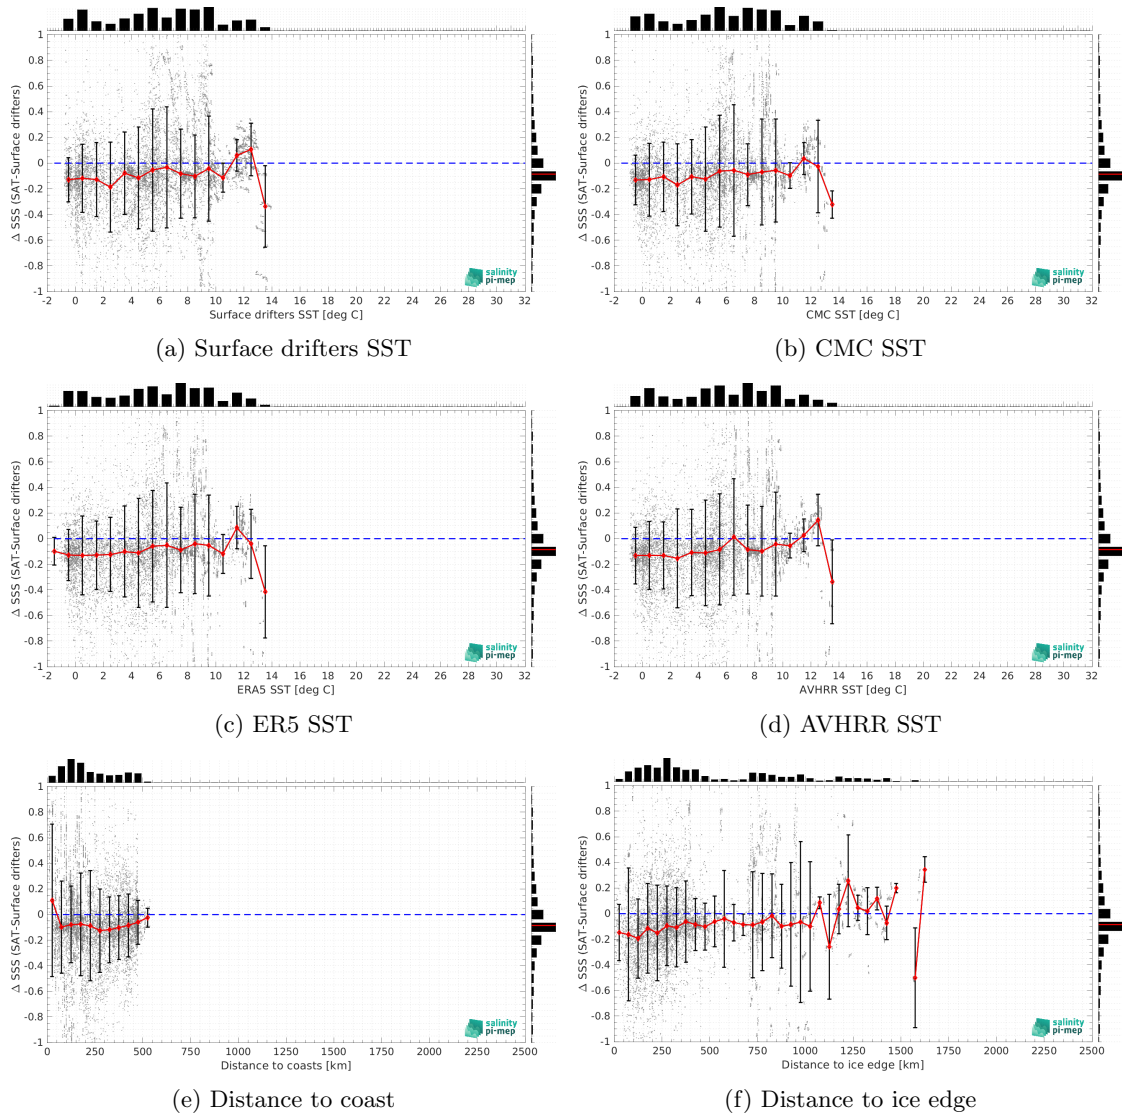 1
0.8
0.6
0.4
0.2
0
-0.2
-0.4
-0.6
-0.8
-1
Δ SSS (SAT-Surface drifters)
salinity
pi-mep
-2 0 2 4 6 8 10 12 14 16 18 20 22 24 26 28 30 32
Surface drifters SST [deg C]
(a) Surface drifters SST
1
0.8
0.6
0.4
0.2
0
-0.2
-0.4
-0.6
-0.8
-1
Δ SSS (SAT-Surface drifters)
salinity
pi-mep
-2 0 2 4 6 8 10 12 14 16 18 20 22 24 26 28 30 32
CMC SST [deg C]
(b) CMC SST
1
0.8
0.6
0.4
0.2
0
-0.2
-0.4
-0.6
-0.8
-1
Δ SSS (SAT-Surface drifters)
salinity
pi-mep
-2 0 2 4 6 8 10 12 14 16 18 20 22 24 26 28 30 32
ERA5 SST [deg C]
(c) ER5 SST
1
0.8
0.6
0.4
0.2
0
-0.2
-0.4
-0.6
-0.8
-1
Δ SSS (SAT-Surface drifters)
salinity
pi-mep
-2 0 2 4 6 8 10 12 14 16 18 20 22 24 26 28 30 32
AVHRR SST [deg C]
(d) AVHRR SST
1
0.8
0.6
0.4
0.2
0
-0.2
-0.4
-0.6
-0.8
-1
Δ SSS (SAT-Surface drifters)
salinity
pi-mep
0 250 500 750 1000 1250 1500 1750 2000 2250 2500
Distance to coasts [km]
(e) Distance to coast
1
0.8
0.6
0.4
0.2
0
-0.2
-0.4
-0.6
-0.8
-1
Δ SSS (SAT-Surface drifters)
salinity
pi-mep
0 250 500 750 1000 1250 1500 1750 2000 2250 2500
Distance to ice edge [km]
(f) Distance to ice edge